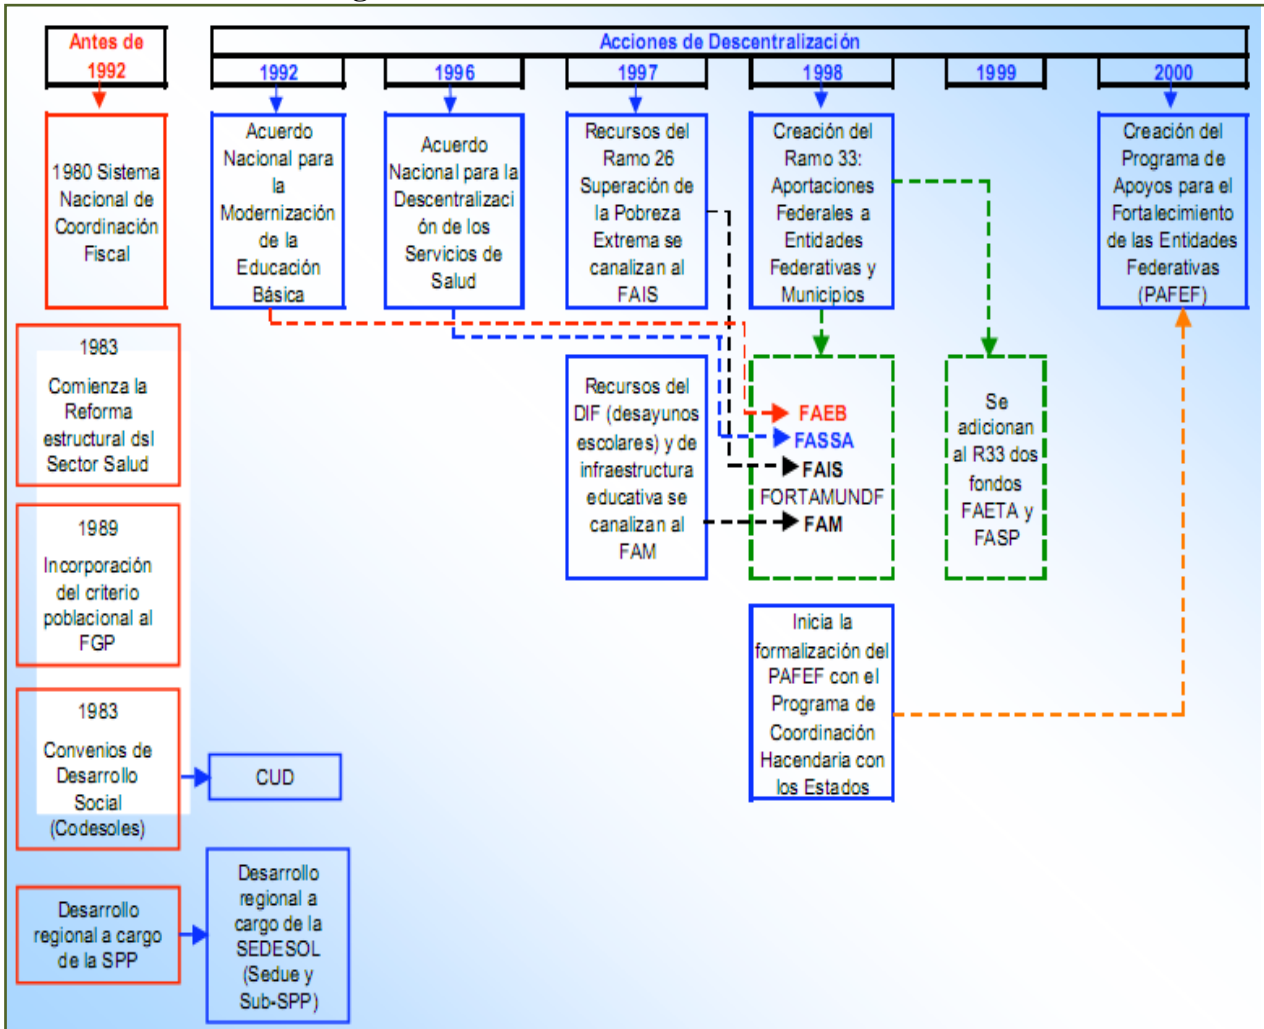 Antes de
1992
Acciones de Descentralización
1992
1996
1997
1998
1999
2000
1980 Sistema
Nacional de
Coordinación
Fiscal
Acuerdo
Nacional para
la
Modernización
de la
Educación
Básica
Acuerdo
Nacional para la
Descentralizaci
ón de los
Servicios de
Salud
Recursos del
Ramo 26
Superación de
la Pobreza
Extrema se
canalizan al
FAIS
Creación del
Ramo 33:
Aportaciones
Federales a
Entidades
Federativas y
Municipios
Creación del
Programa de
Apoyos para el
Fortalecimiento
de las Entidades
Federativas
(PAFEF)
1983
Comienza la
Reforma
estructural dsl
Sector Salud
Recursos del
DIF (desayunos
escolares) y de
infraestructura
educativa se
canalizan al
FAM
FAEB
FASSA
FAIS
FORTAMUNDF
FAM
Se
adicionan
al R33 dos
fondos
FAETA y
FASP
1989
Incorporación
del criterio
poblacional al
FGP
Inicia la
formalización del
PAFEF con el
Programa de
Coordinación
Hacendaria con
los Estados
1983
Convenios de
Desarrollo
Social
(Codesoles)
CUD
Desarrollo
regional a cargo
de la SPP
Desarrollo
regional a
cargo de la
SEDESOL
(Sedue y
Sub-SPP)